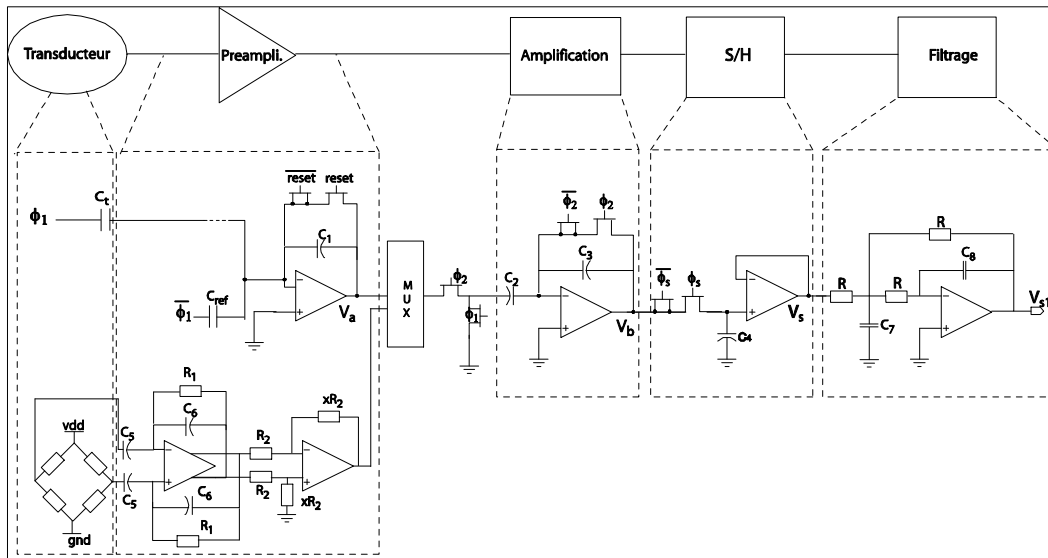 Transducteur
Preampli.
Amplification
S/H
Filtrage
reset reset
ϕ1
Ct
C1
ϕ1
Cref
Va
MUX
ϕ2
ϕ1
C2
ϕ2 ϕ2
C3
Vb
ϕs ϕs
C4
Vs
R
R
R
C8
C7
Vs1
vdd
gnd
C5
C5
R1
C6
C6
R1
R2
R2
xR2
xR2